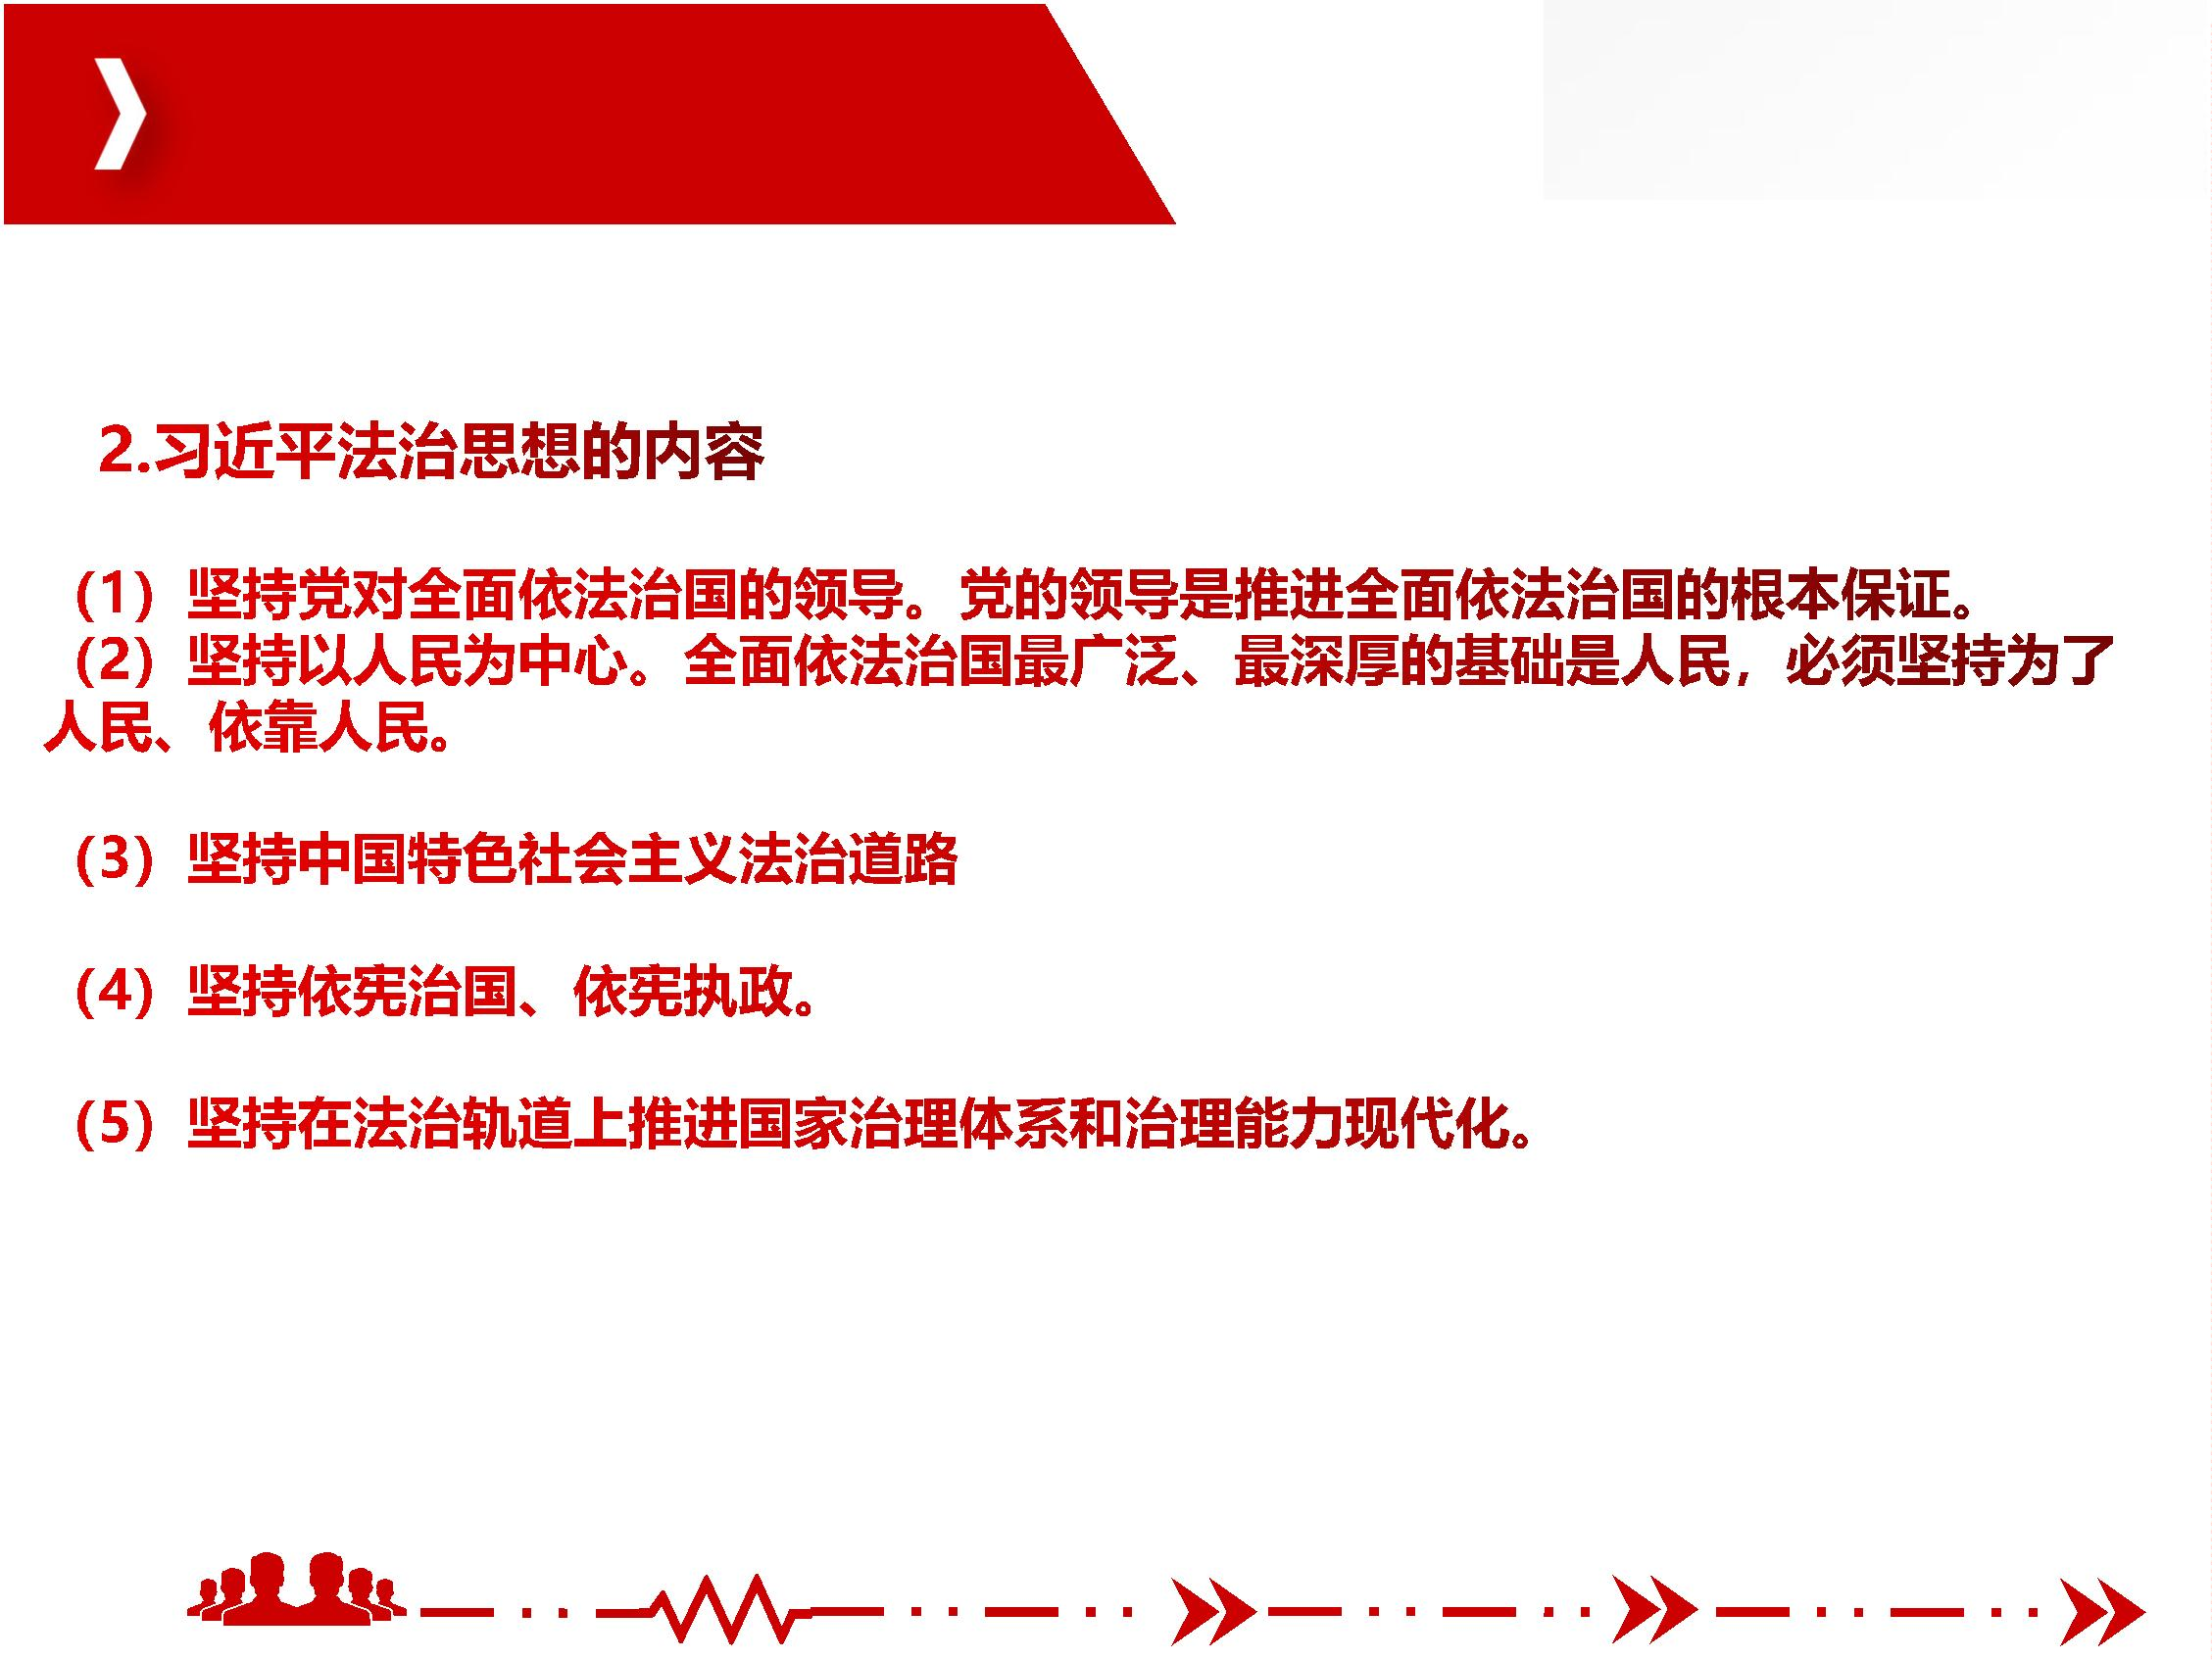 2.习近平法治思想的内容
（1）坚持党对全面依法治国的领导。党的领导是推进全面依法治国的根本保证。
（2）坚持以人民为中心。全面依法治国最广泛、最深厚的基础是人民，必须坚持为了
人民、依靠人民。
（3）坚持中国特色社会主义法治道路
（4）坚持依宪治国、依宪执政。
（5）坚持在法治轨道上推进国家治理体系和治理能力现代化。